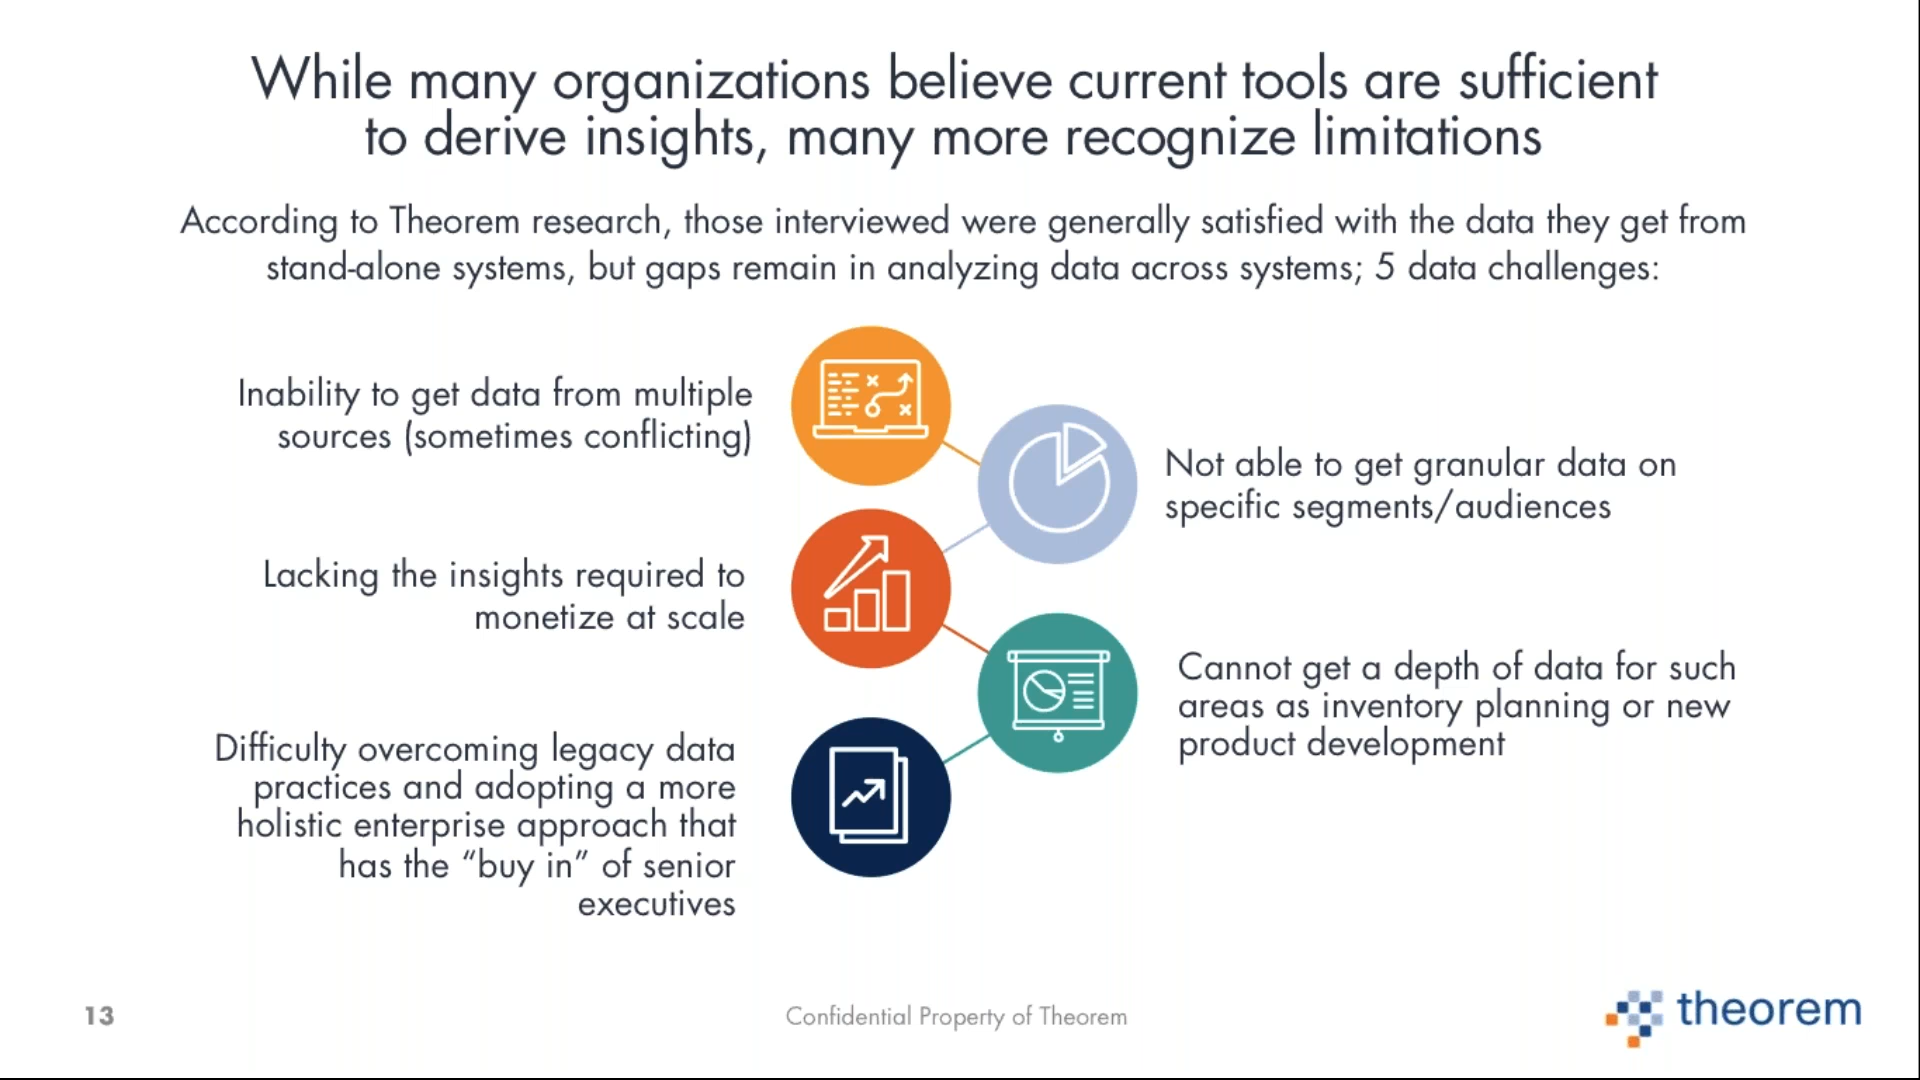 While many organizations believe current tools are sufficient
to derive insights, many more recognize limitations
According to Theorem research, those interviewed were generally satisfied with the data they get from
stand-alone systems, but gaps remain in analyzing data across systems; 5 data challenges:
Inability to get data from multiple
sources (sometimes conflicting)
Not able to get granular data on
specific segments/audiences
Lacking the insights required to
monetize at scale
Cannot get a depth of data for such
areas as inventory planning or new
product development
Difficulty overcoming legacy data
practices and adopting a more
holistic enterprise approach that
has the “buy in” of senior
executives
13
Confidential Property of Theorem
theorem